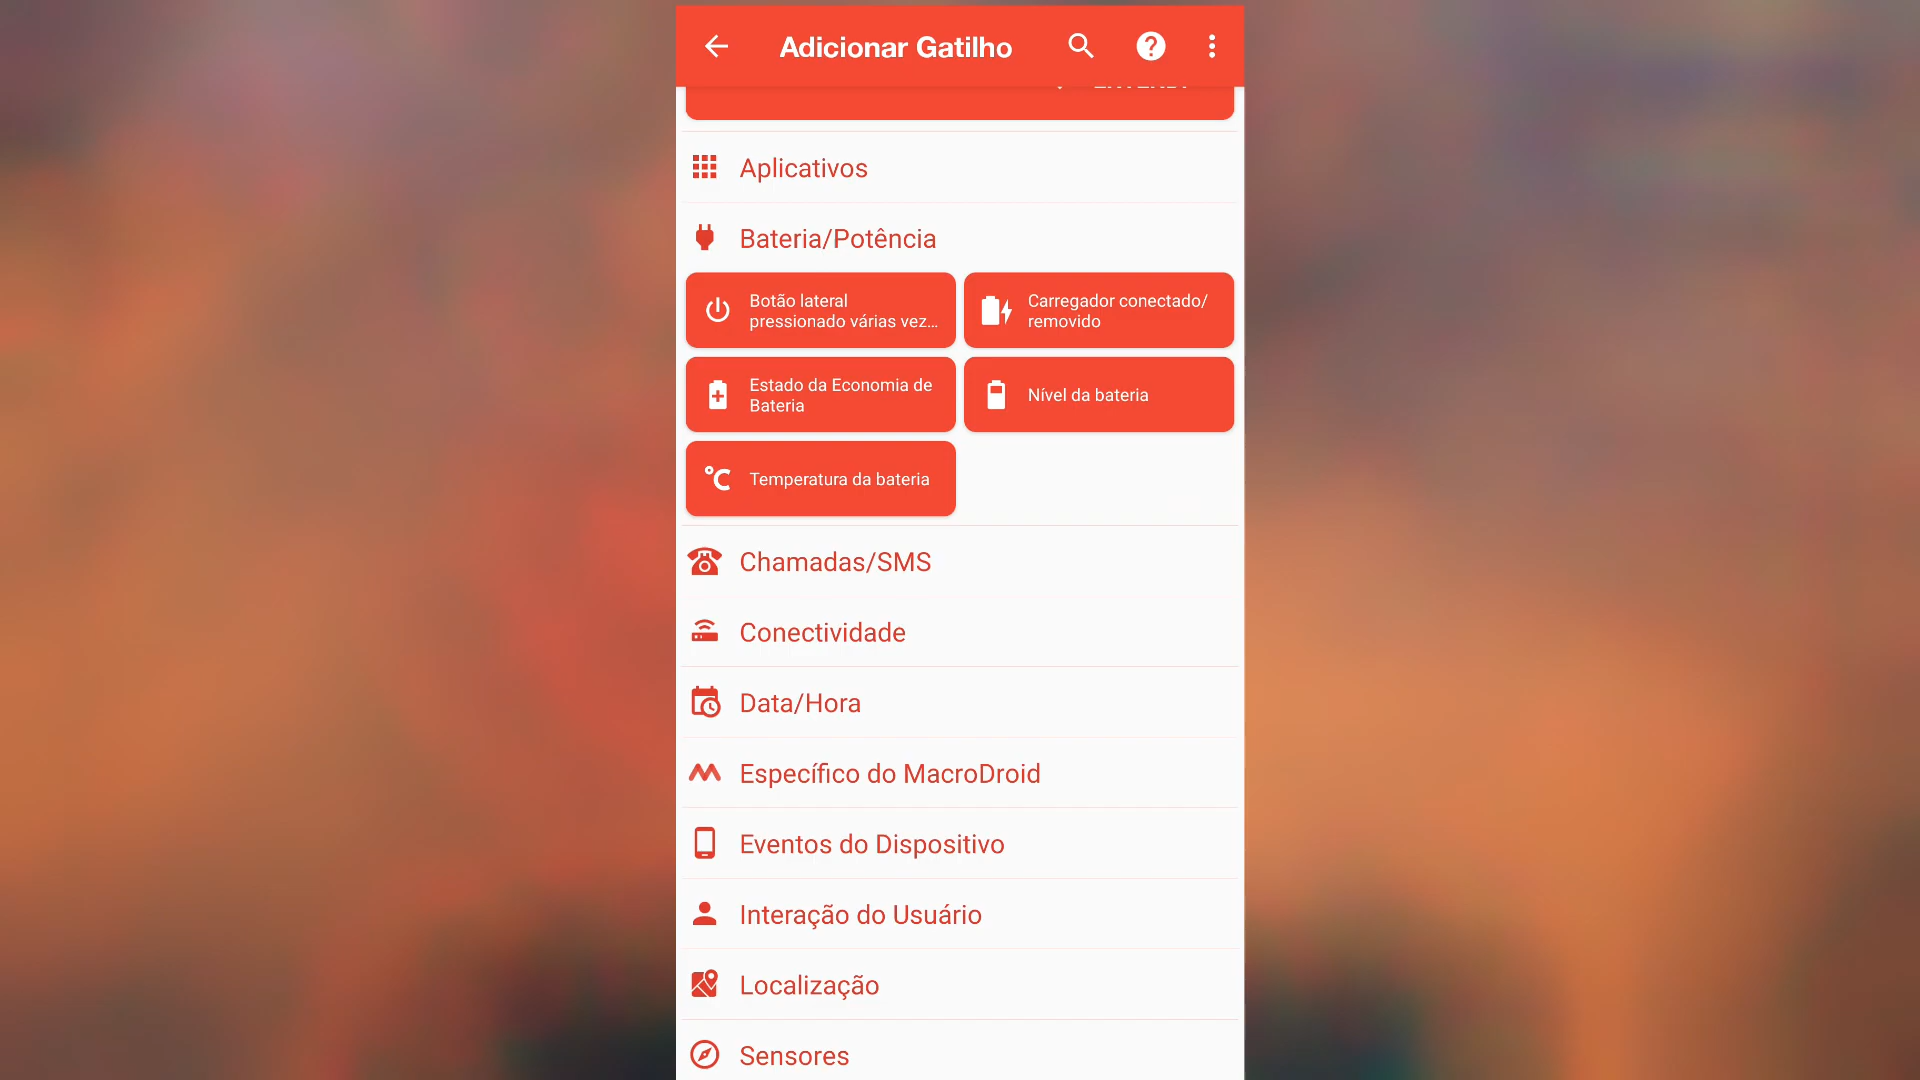 Adicionar Gatilho
Aplicativos
Bateria/Potência
Botão lateral
pressionado várias vez...
Carregador conectado/
removido
Estado da Economia de
Bateria
Nível da bateria
°C
Temperatura da bateria
Chamadas/SMS
Conectividade
Data/Hora
Específico do MacroDroid
Eventos do Dispositivo
Interação do Usuário
Localização
Sensores